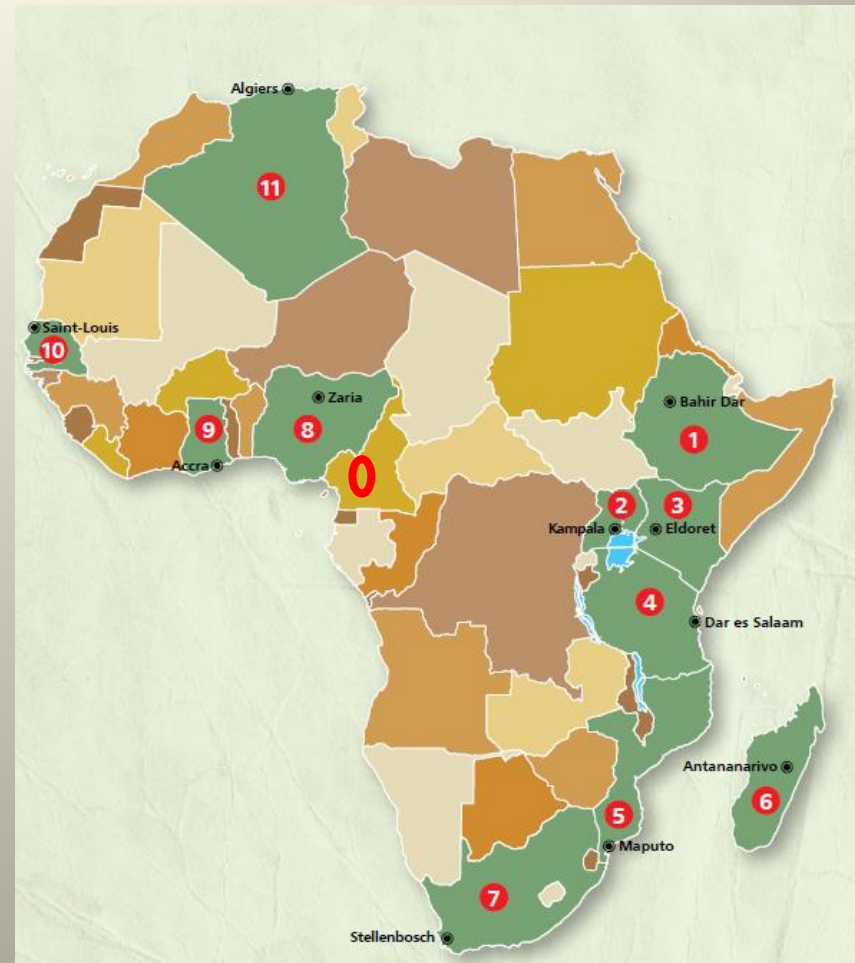 Algiers
11
Saint-Louis
10
Zaria
Bahir Dar
9
8
1
Accra
0
2
3
Kampala
Eldoret
4
Dar es Salaam
Antananarivo
6
5
Maputo
7
Stellenbosch